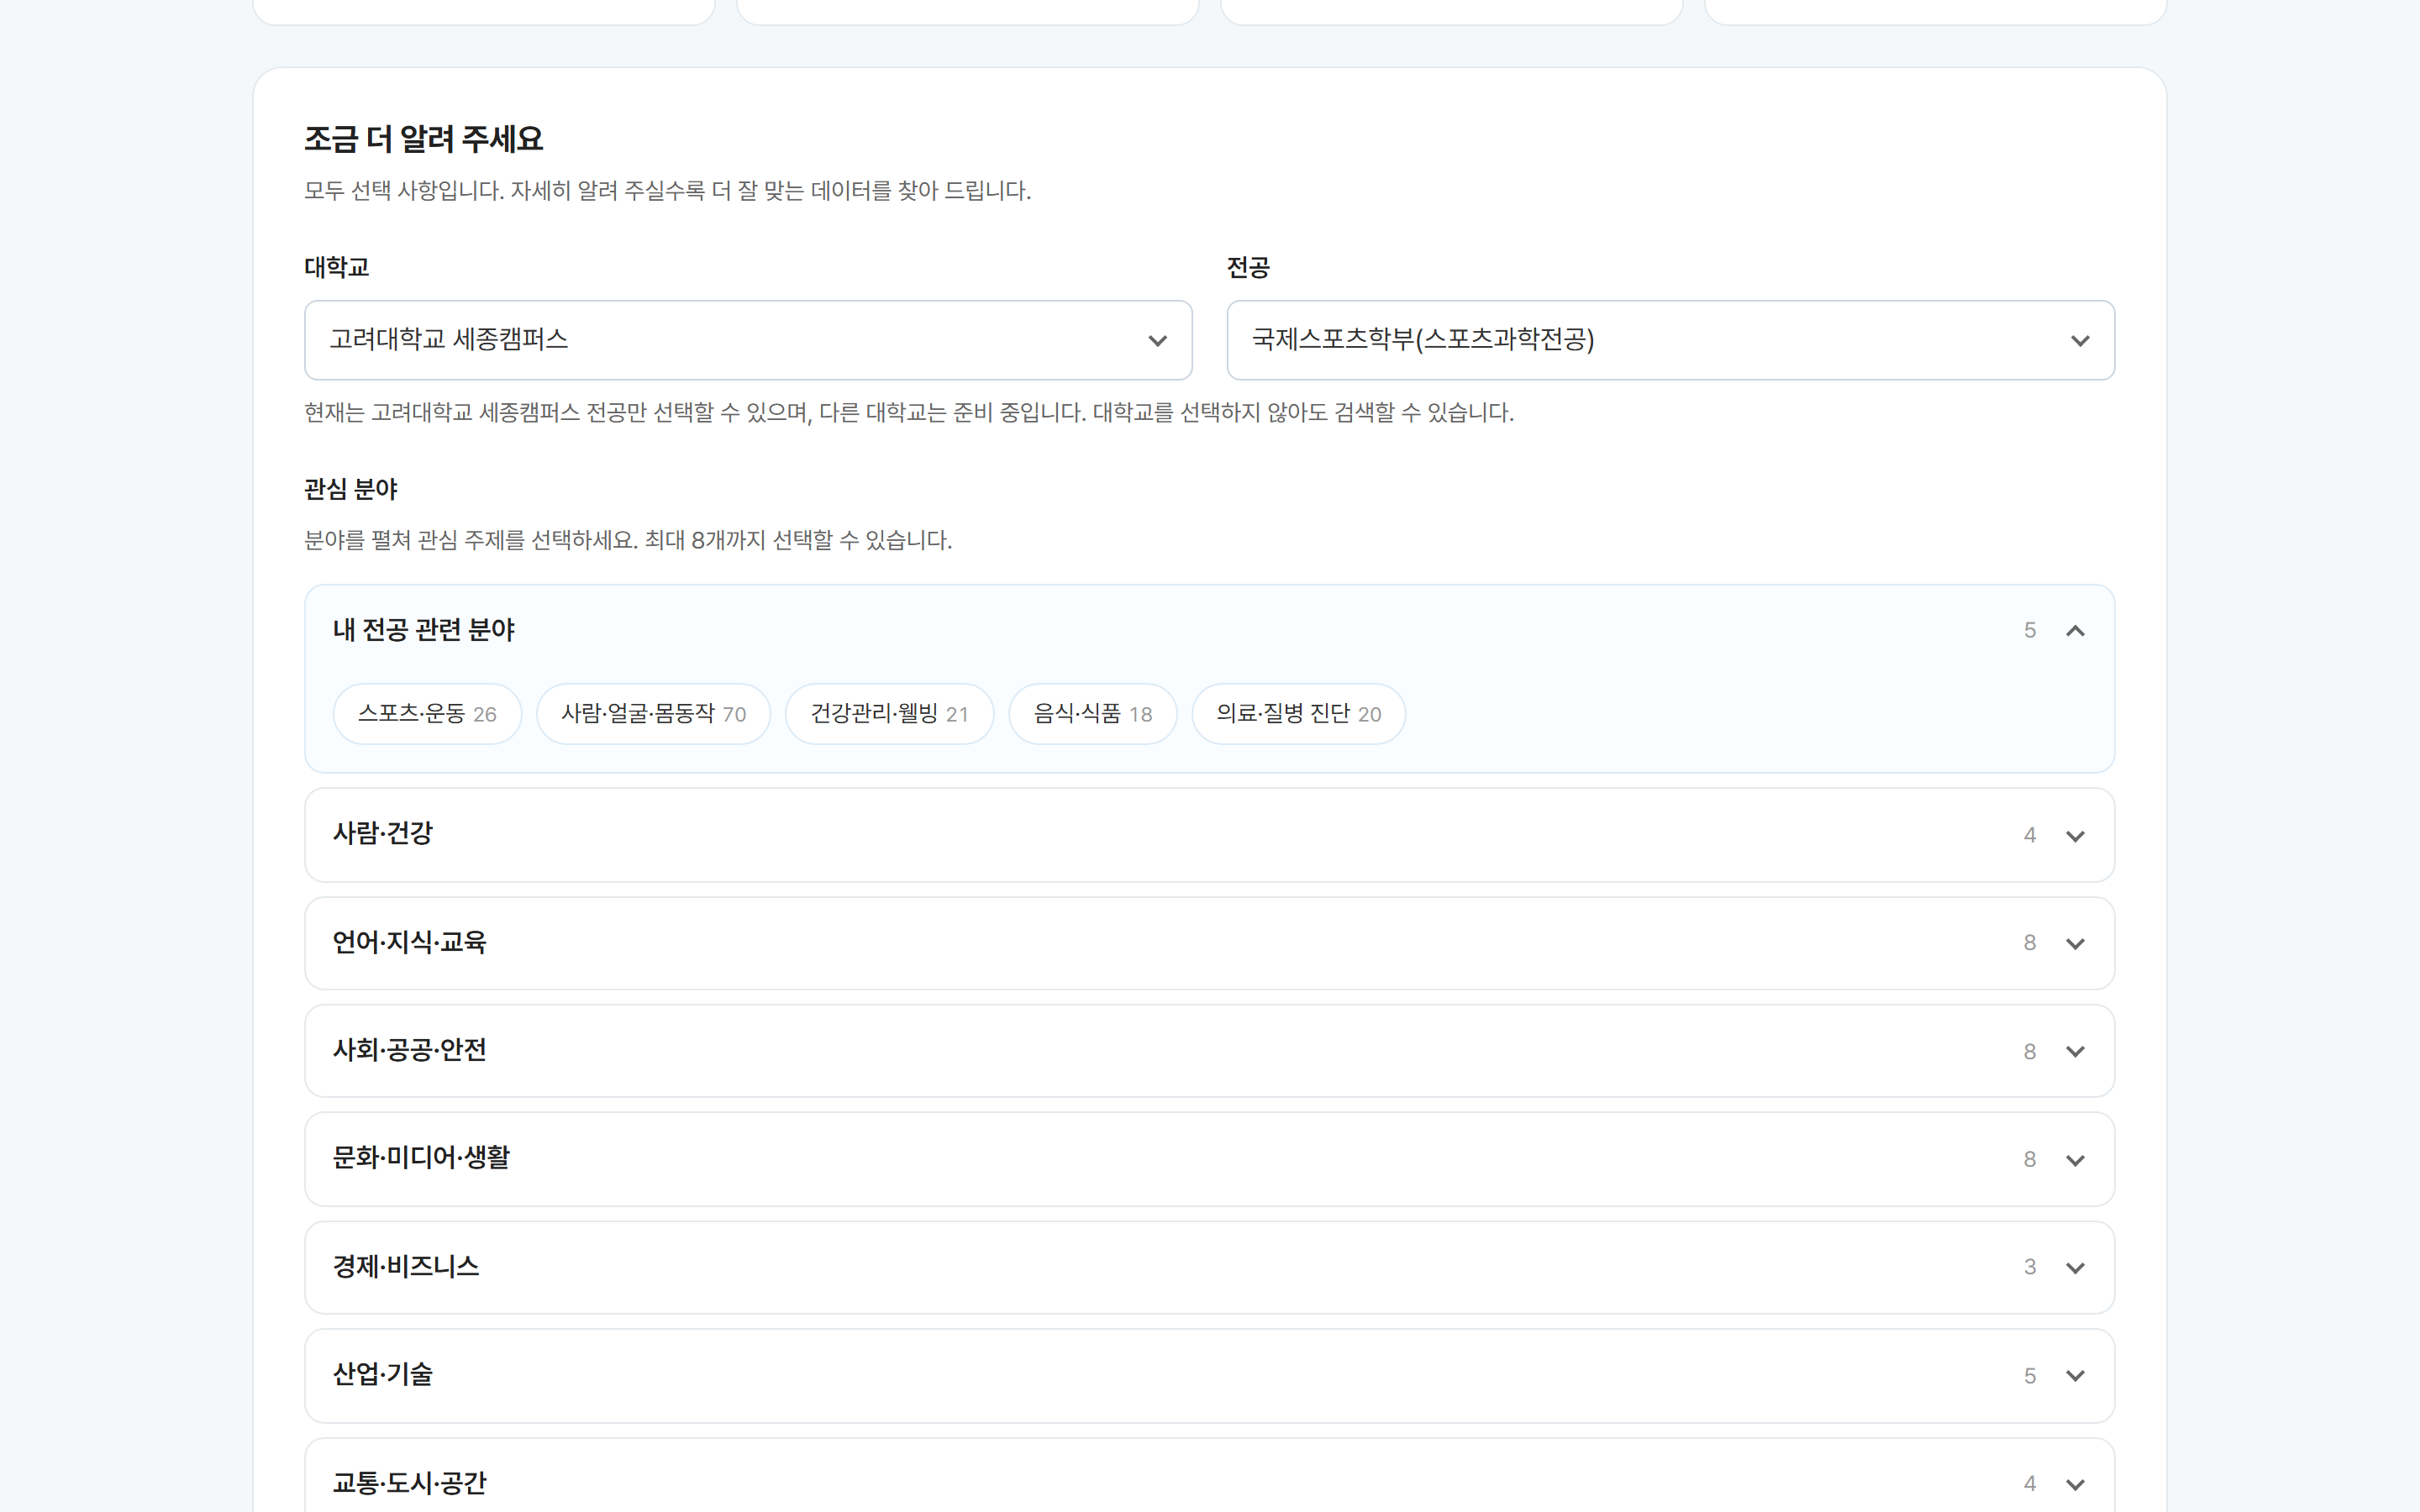 조금 더 알려 주세요
모두 선택 사항입니다. 자세히 알려 주실수록 더 잘 맞는 데이터를 찾아 드립니다.
대학교
전공
고려대학교 세종캠퍼스
국제스포츠학부(스포츠과학전공)
현재는 고려대학교 세종캠퍼스 전공만 선택할 수 있으며, 다른 대학교는 준비 중입니다. 대학교를 선택하지 않아도 검색할 수 있습니다.
관심 분야
분야를 펼쳐 관심 주제를 선택하세요. 최대 8개까지 선택할 수 있습니다.
내 전공 관련 분야 5
스포츠·운동 26 사람·얼굴·몸동작 70 건강관리·웰빙 21 음식·식품 18 의료·질병 진단 20
사람·건강 4
언어·지식·교육 8
사회·공공·안전 8
문화·미디어·생활 8
경제·비즈니스 3
산업·기술 5
교통·도시·공간 4